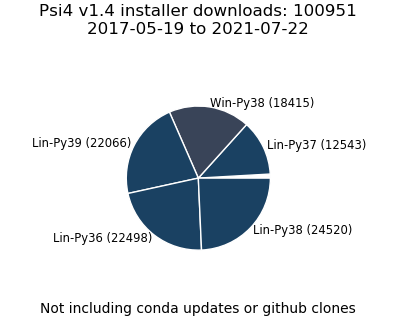 Psi4 v1.4 installer downloads: 100951
2017-05-19 to 2021-07-22
Win-Py38 (18415)
Lin-Py39 (22066)
Lin-Py37 (12543)
Lin-Py36 (22498)
Lin-Py38 (24520)
Not including conda updates or github clones